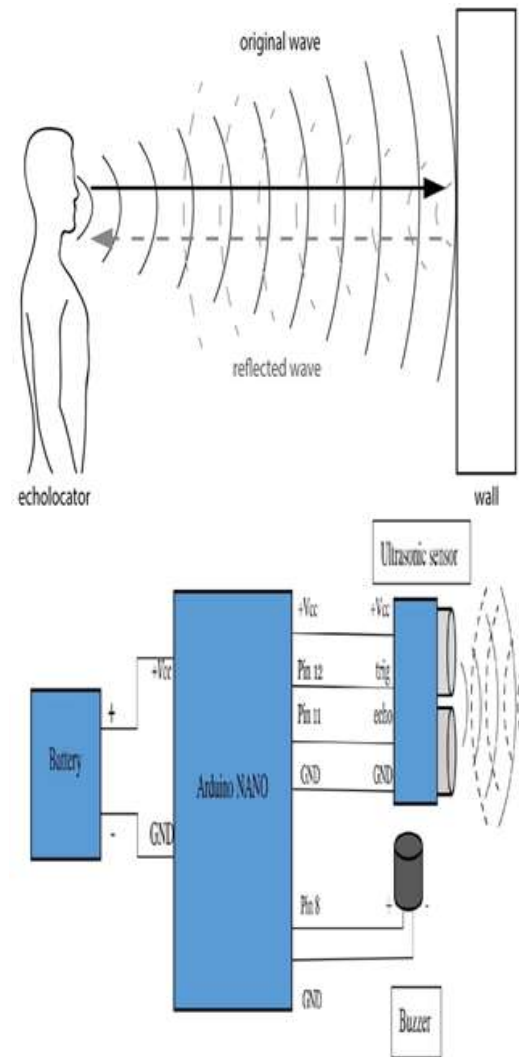 original wave
reflected wave
echolocator
wall
Ultrasonic sensor
+Vcc
+Vcc
+Vcc
Pin 12
trig
+
Pin 11
echo
Battery
Arduino NANO
GND
GND
-
GND
+
-
Pin 8
GND
Buzzer